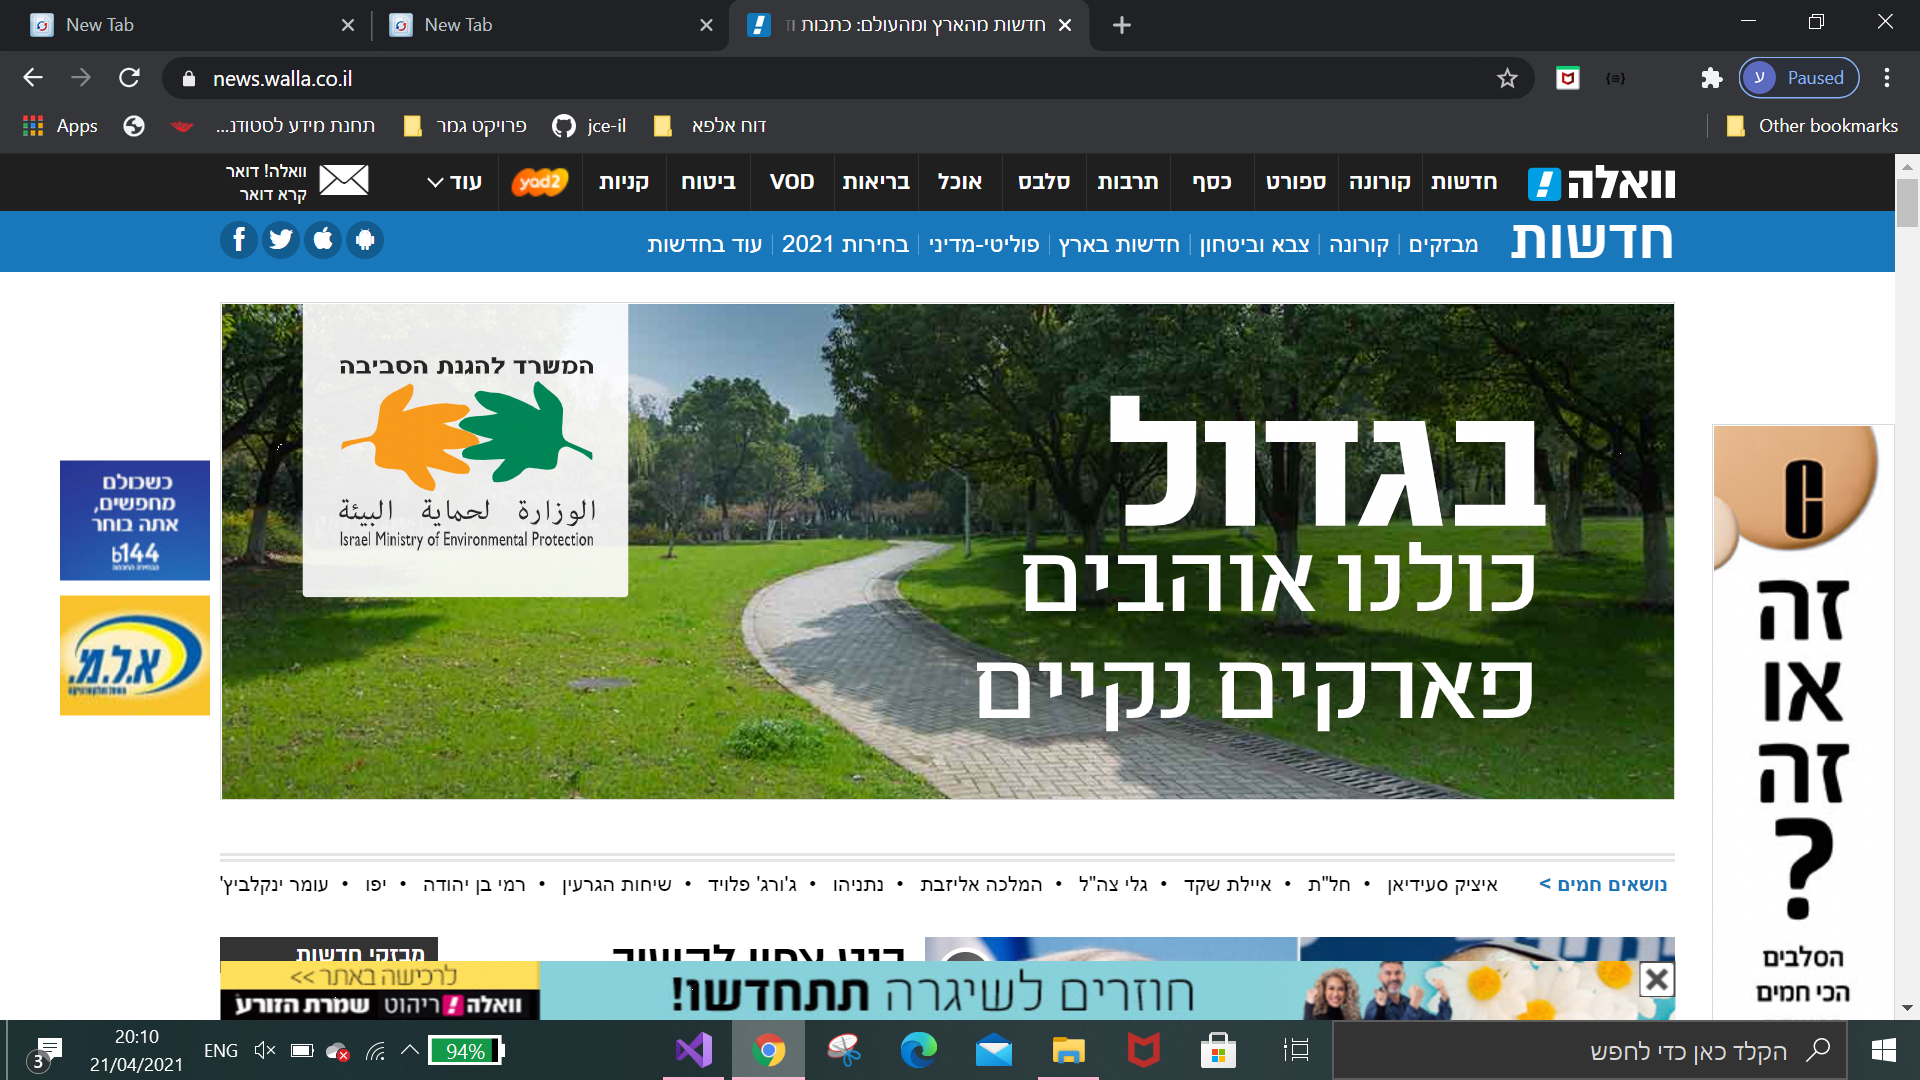 New Tab
New Tab
חדשות מהארץ ומהעולם: כתבות וז
news.walla.co.il
Paused
ע
Apps
תחנת מידע לסטודנ...
פרויקט גמר
jce-il
דוח אלפא
Other bookmarks
וואלה!
חדשות
קורונה
ספורט
כסף
תרבות
סלבס
אוכל
בריאות
VOD
ביטוח
קניות
yad2
עוד
וואלה! דואר
קרא דואר
חדשות
מבזקים
קורונה
צבא וביטחון
חדשות בארץ
פוליטי-מדיני
בחירות 2021
עוד בחדשות
המשרד להגנת הסביבה
الوزارة لحماية البيئة
Israel Ministry of Environmental Protection
בגדול
כולנו אוהבים
פארקים נקיים
כשכולם
מחפשים,
אתה בוחר
b144
א.ל.מ.
זה
או
זה
?
הסלבים
הכי חמים
נושאים חמים >
איציק סעידיאן • חל"ת • איילת שקד • גלי צה"ל • המלכה אליזבת • נתניהו • ג'ורג' פלויד • שיחות הגרעין • רמי בן יהודה • יפו • עומר ינקלביץ'
מבזקי חדשות
חוזרים לשיגרה תתחדשו!
לרכישה באתר >>
וואלה! ריהוט שמרת הזורע
20:10
21/04/2021
3
ENG
94%
הקלד כאן כדי לחפש